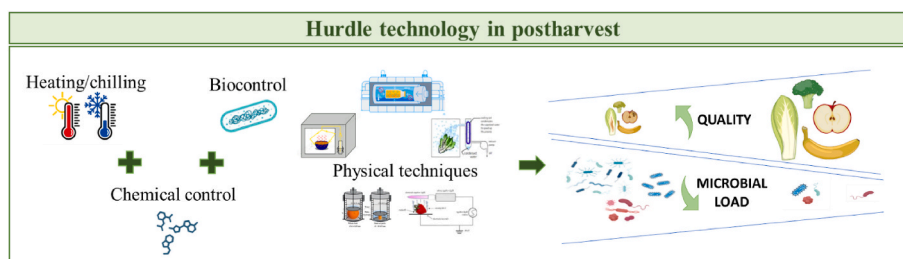 Hurdle technology in postharvest
Heating/chilling
Biocontrol
Chemical control
Physical techniques
QUALITY
MICROBIAL
LOAD